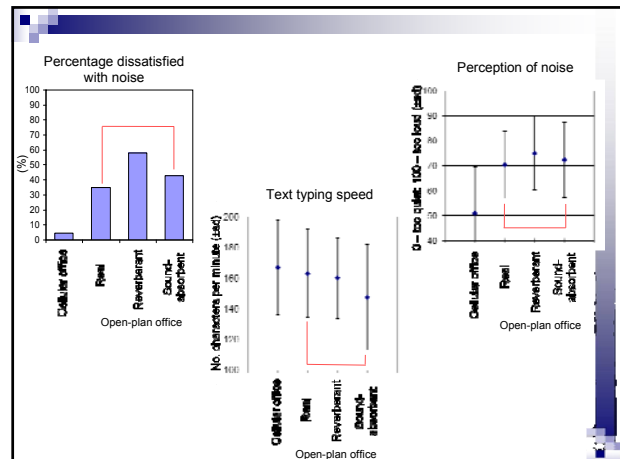 Percentage dissatisfied
with noise
100
90
80
70
60
50
40
30
20
10
0
(%)
Cellular office
Real
Reverberant
Sound-
absorbent
Open-plan office
Text typing speed
No. characters per minute (±sd)
200
180
160
140
120
100
Cellular office
Real
Reverberant
Sound-
absorbent
Open-plan office
Perception of noise
0 – too quiet: 100 – too loud (±sd)
100
90
80
70
60
50
40
Cellular office
Real
Reverberant
Sound-
absorbent
Open-plan office